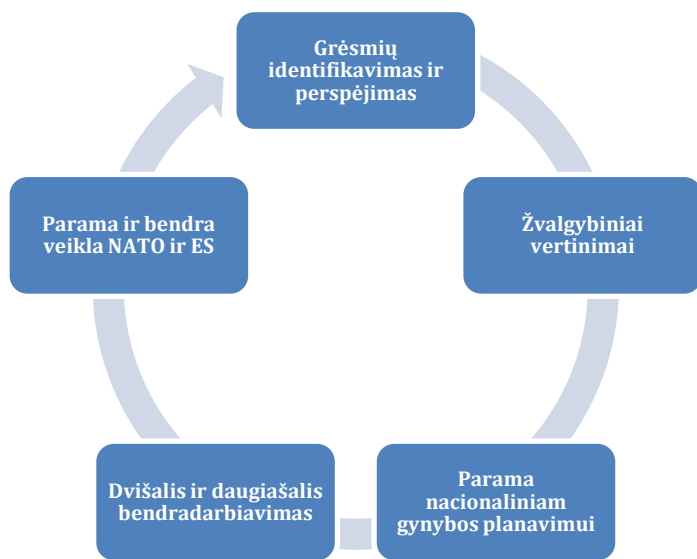 Grėsmių
identifikavimas ir
perspėjimas
Žvalgybiniai
vertinimai
Parama
nacionaliniam
gynybos planavimui
Dvišalis ir daugiašalis
bendradarbiavimas
Parama ir bendra
veikla NATO ir ES